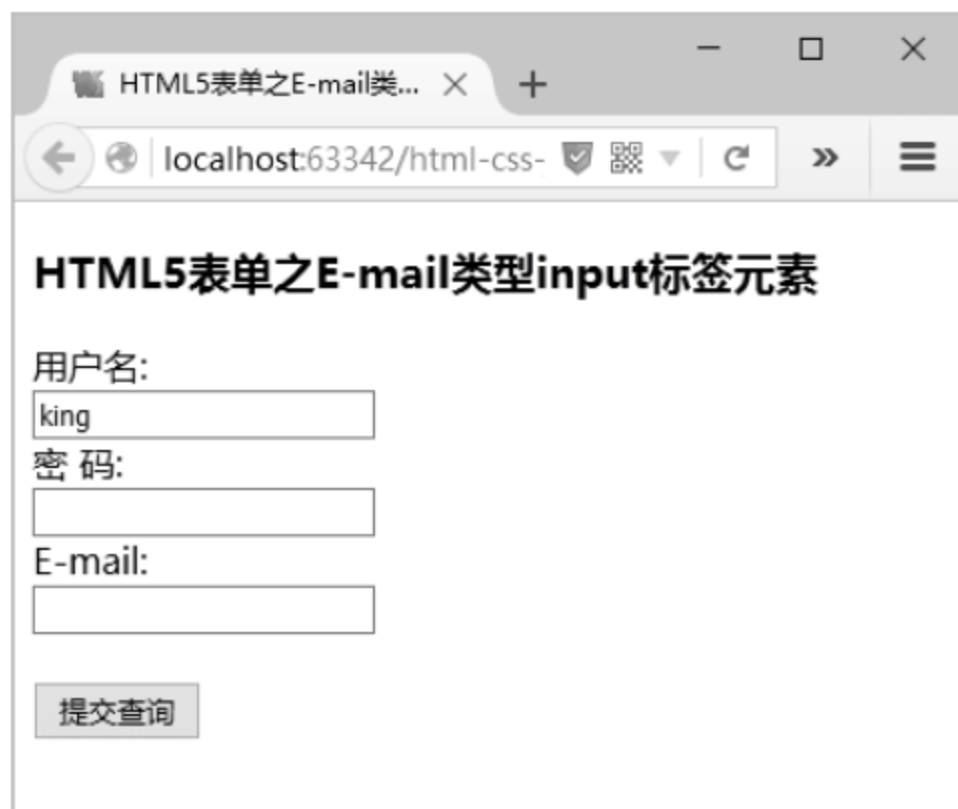 HTML5表单之E-mail类...
localhost:63342/html-css-
HTML5表单之E-mail类型input标签元素
用户名:
king
密 码:
E-mail:
提交查询